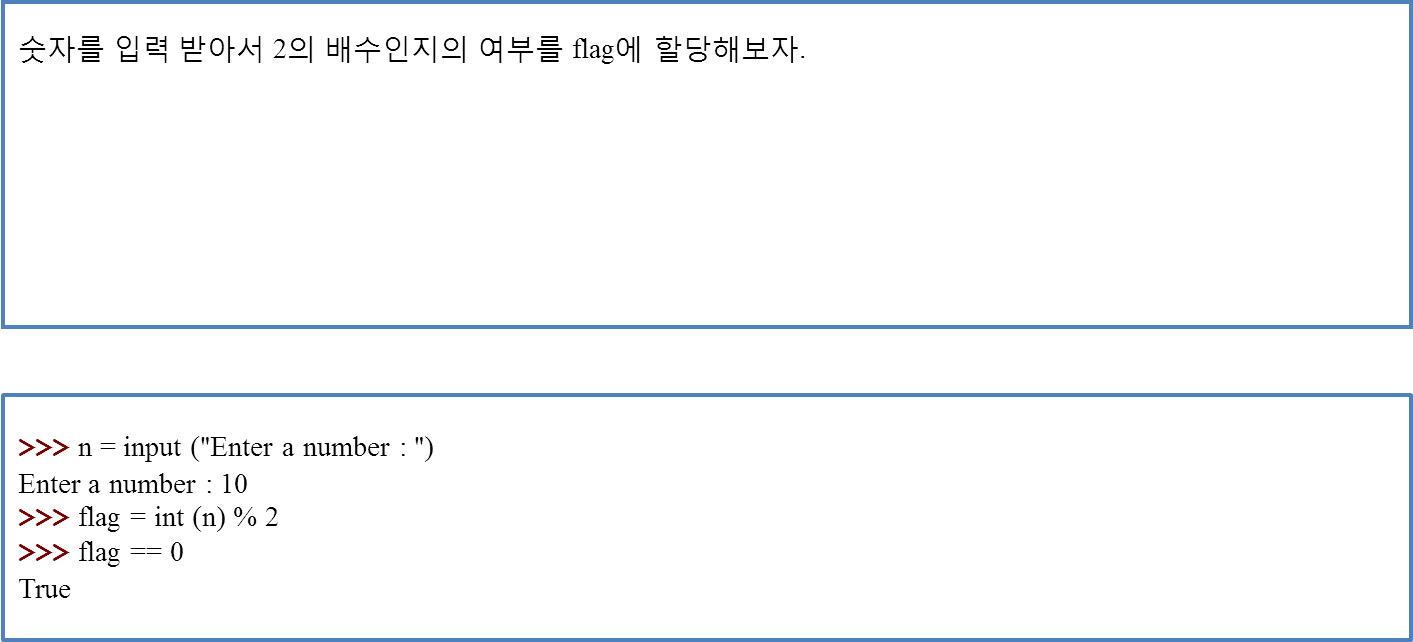 숫자를 입력 받아서 2의 배수인지의 여부를 flag에 할당해보자.
>>> n = input ("Enter a number : ")
Enter a number : 10
>>> flag = int (n) % 2
>>> flag == 0
True